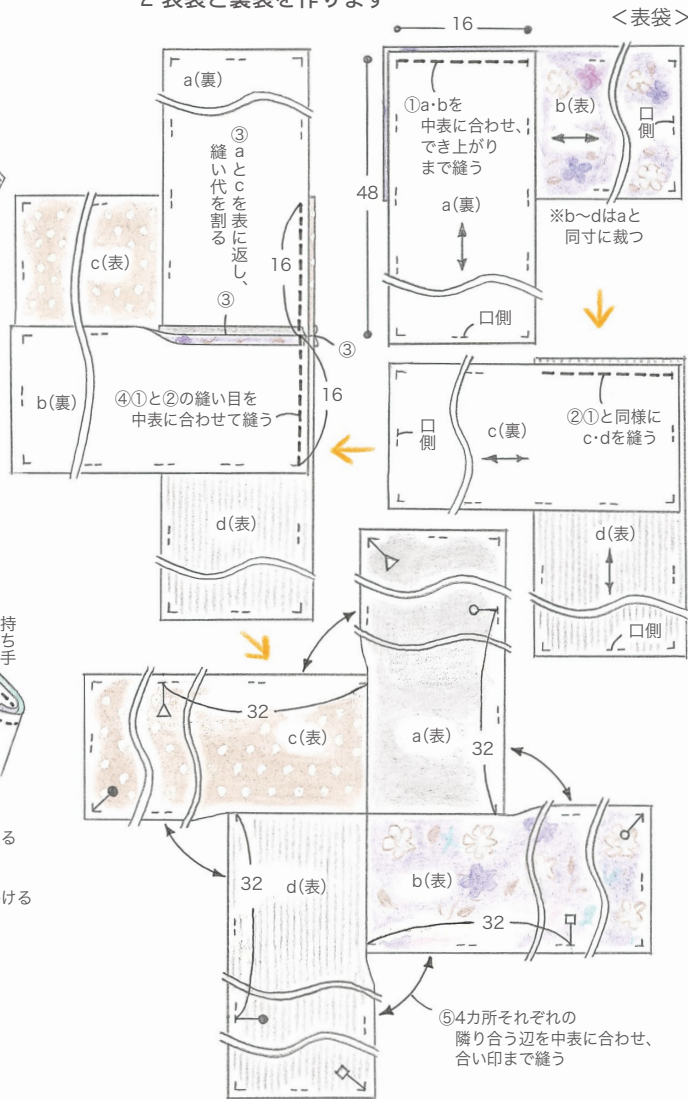 2 表袋と裏袋を作ります
<表袋>
16
48
①a・bを
中表に合わせ、
でき上がり
まで縫う
a(裏)
口側
b(表)
口側
※b〜dはaと
同寸に裁つ
②①と同様に
c・dを縫う
c(裏)
口側
d(表)
口側
a(裏)
③aとcを表に返し、
縫い代を割る
16
c(表)
③
③
b(裏)
④①と②の縫い目を
中表に合わせて縫う
16
d(表)
持ち手
る
ける
32
c(表)
a(表)
32
32
d(表)
b(表)
32
⑤4カ所それぞれの
隣り合う辺を中表に合わせ、
合い印まで縫う